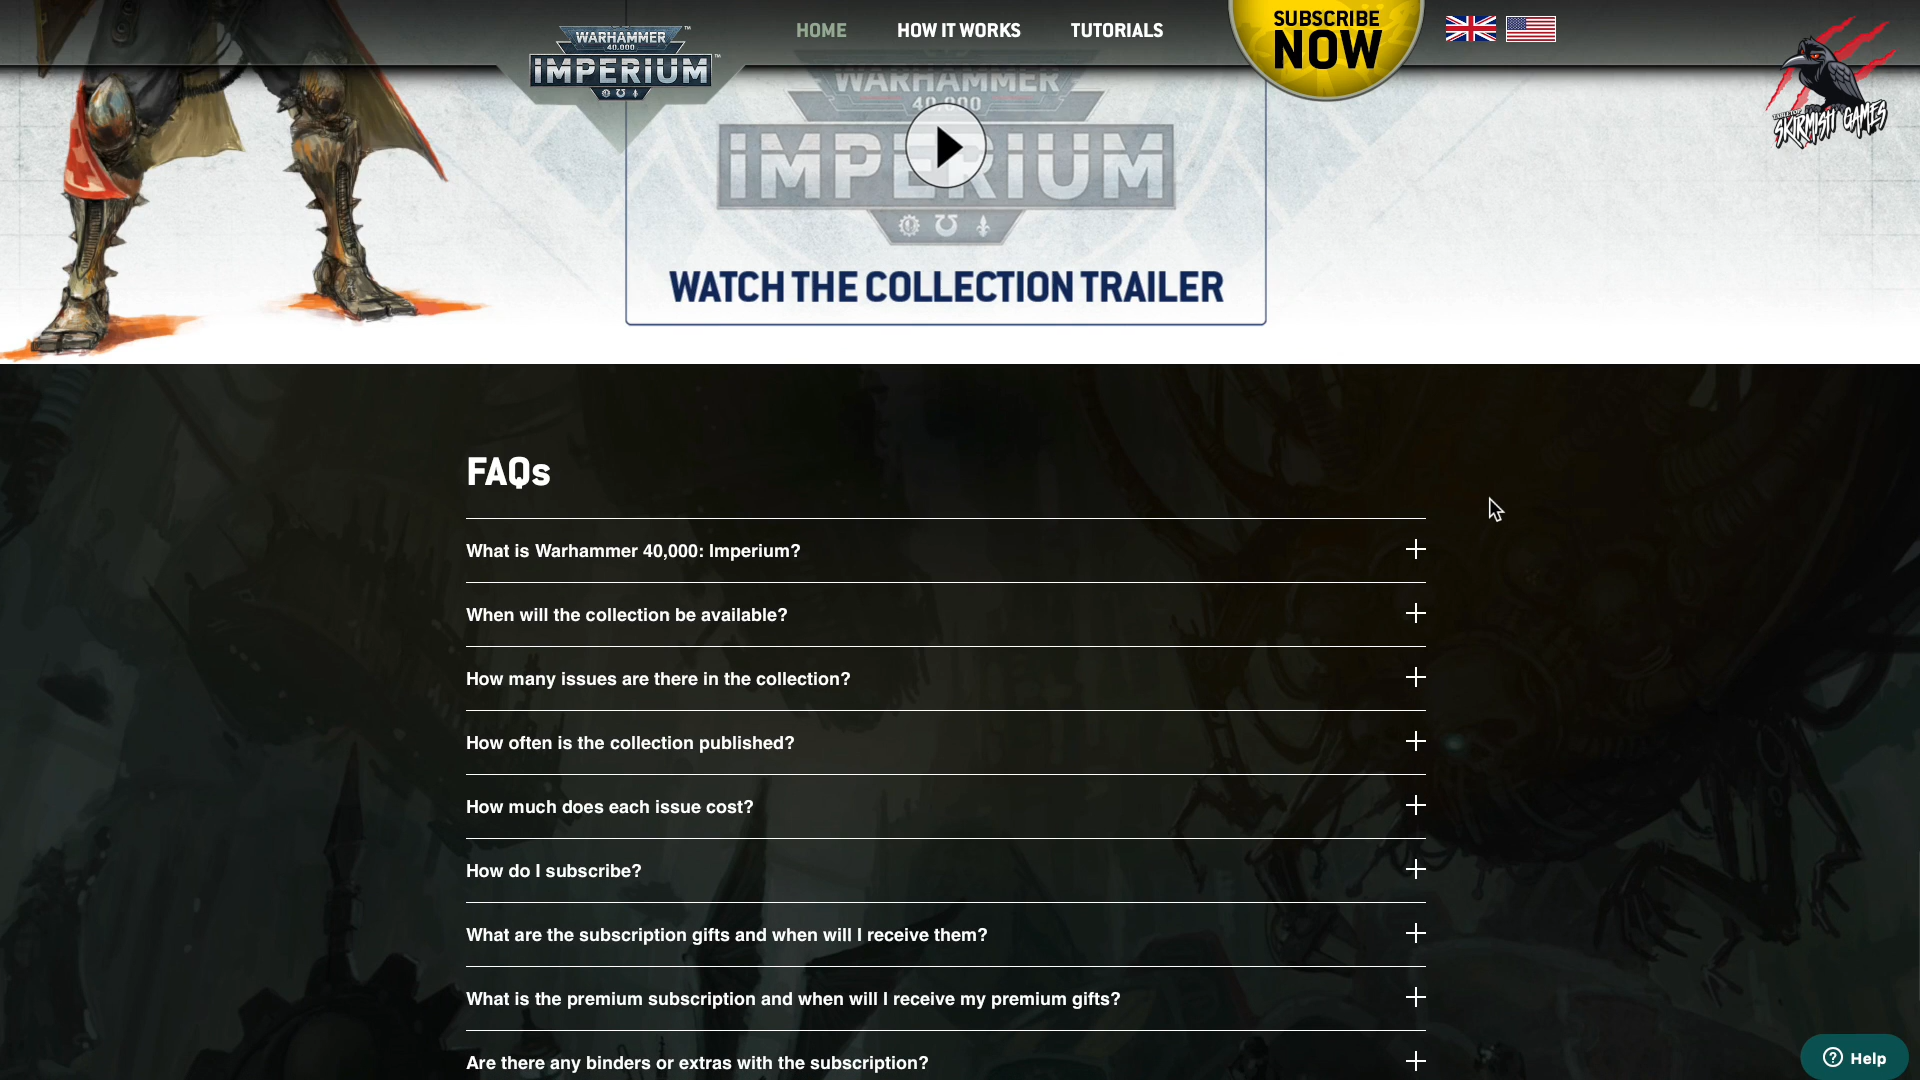 HOME
HOW IT WORKS
TUTORIALS
SUBSCRIBE
NOW
WARHAMMER
40,000
IMPERIUM
WARHAMMER
40,000
IMPERIUM
WATCH THE COLLECTION TRAILER
SKIRMISH GAMES
FAQs
What is Warhammer 40,000: Imperium?
When will the collection be available?
How many issues are there in the collection?
How often is the collection published?
How much does each issue cost?
How do I subscribe?
What are the subscription gifts and when will I receive them?
What is the premium subscription and when will I receive my premium gifts?
Are there any binders or extras with the subscription?
Help